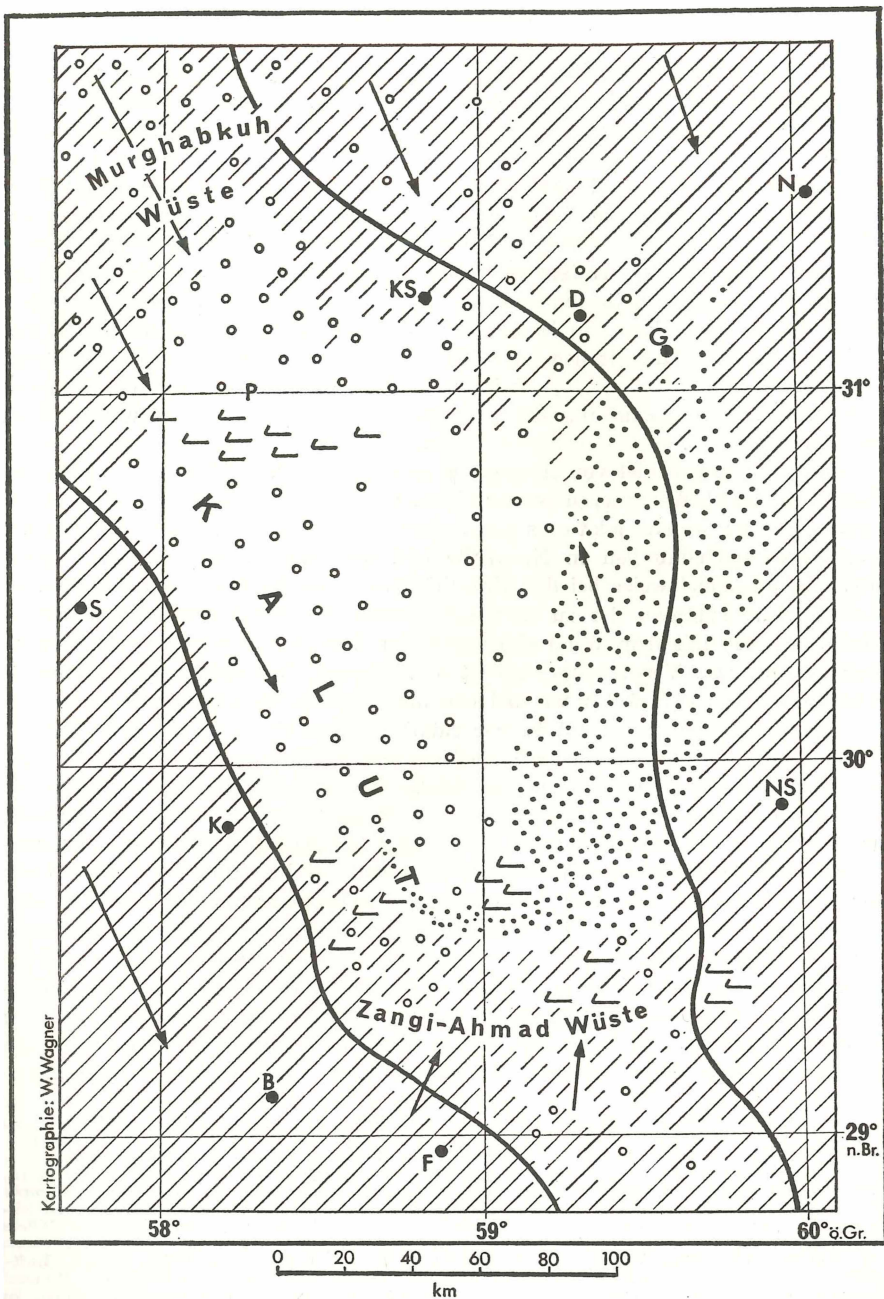 N
Murghabkuh
Wüste
KS
D
G
P
31°
S
KALUT
30°
NS
K
Zangi-Ahmad Wüste
B
29°
n.Br.
F
58°
59°
60° ö.Gr.
0 20 40 60 80 100
km
Kartographie: W. Wagner